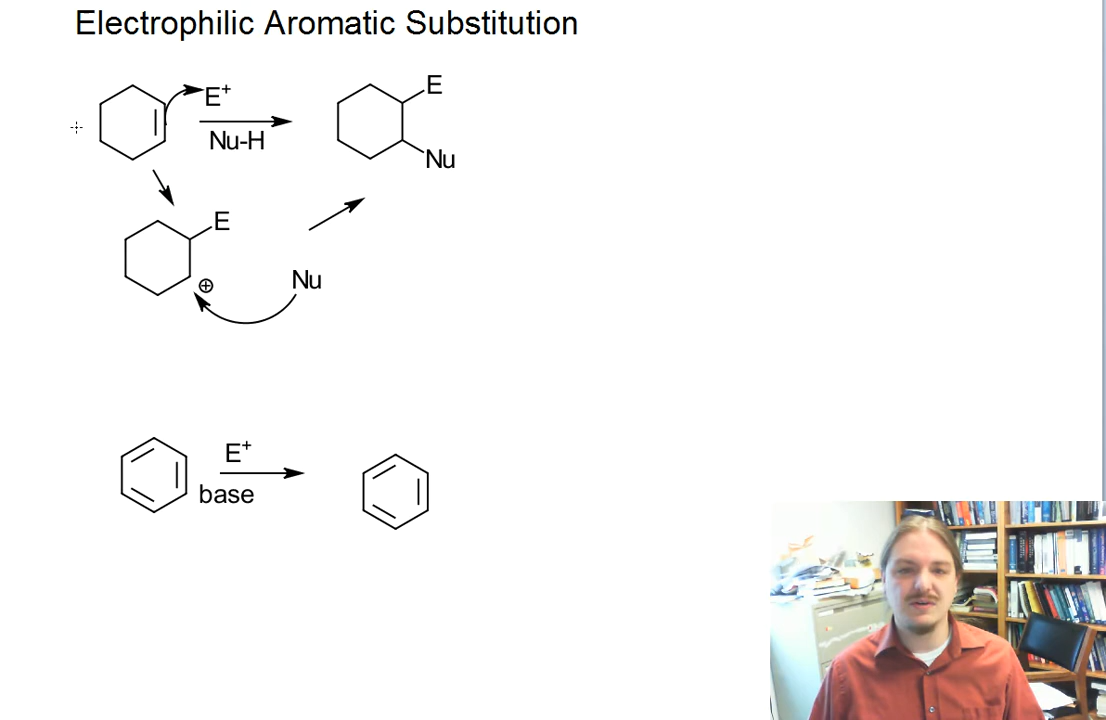 Electrophilic Aromatic Substitution
E⁺
Nu-H
E
Nu
E
⊕
Nu
E⁺
base